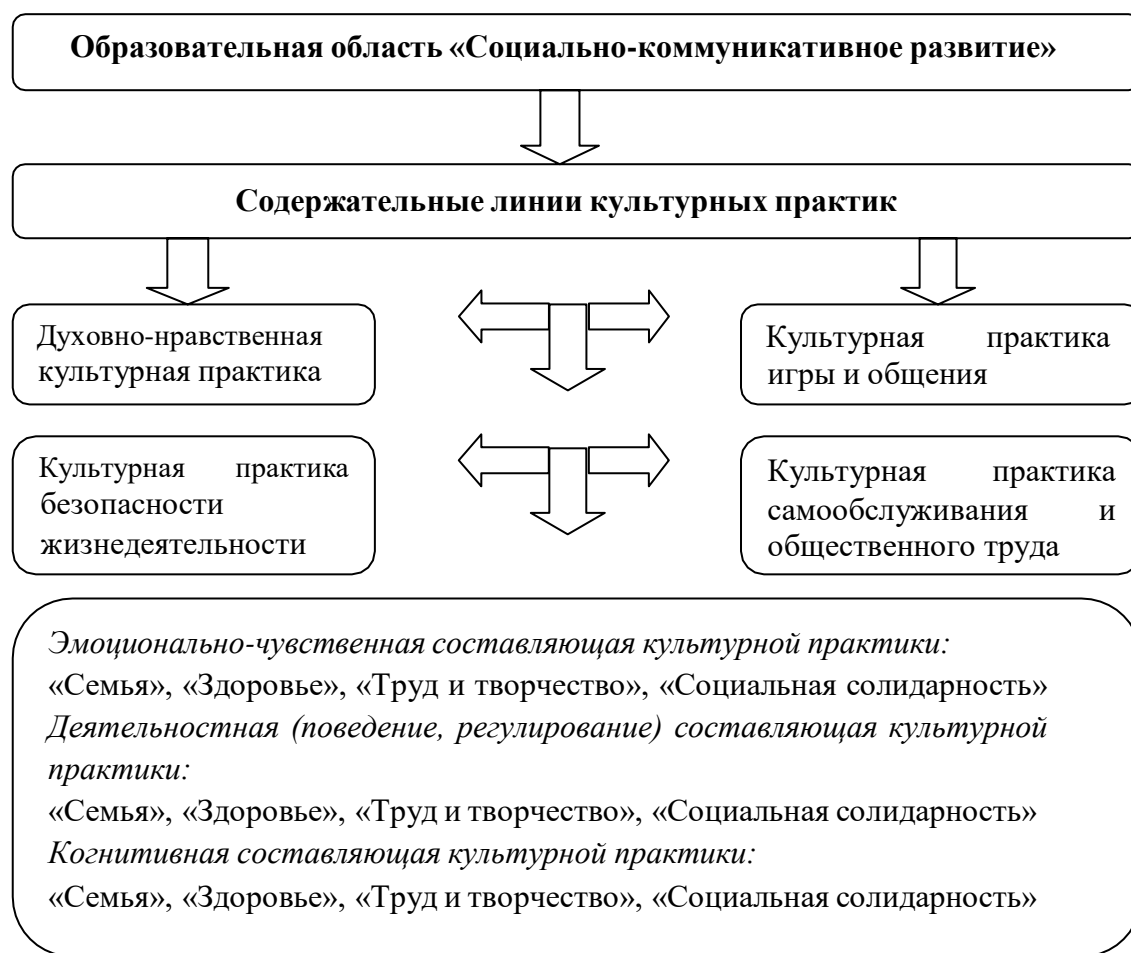 Образовательная область «Социально-коммуникативное развитие»
Содержательные линии культурных практик
Духовно-нравственная
культурная практика
Культурная практика
игры и общения
Культурная практика
безопасности
жизнедеятельности
Культурная практика
самообслуживания и
общественного труда
Эмоционально-чувственная составляющая культурной практики:
«Семья», «Здоровье», «Труд и творчество», «Социальная солидарность»
Деятельностная (поведение, регулирование) составляющая культурной
практики:
«Семья», «Здоровье», «Труд и творчество», «Социальная солидарность»
Когнитивная составляющая культурной практики:
«Семья», «Здоровье», «Труд и творчество», «Социальная солидарность»